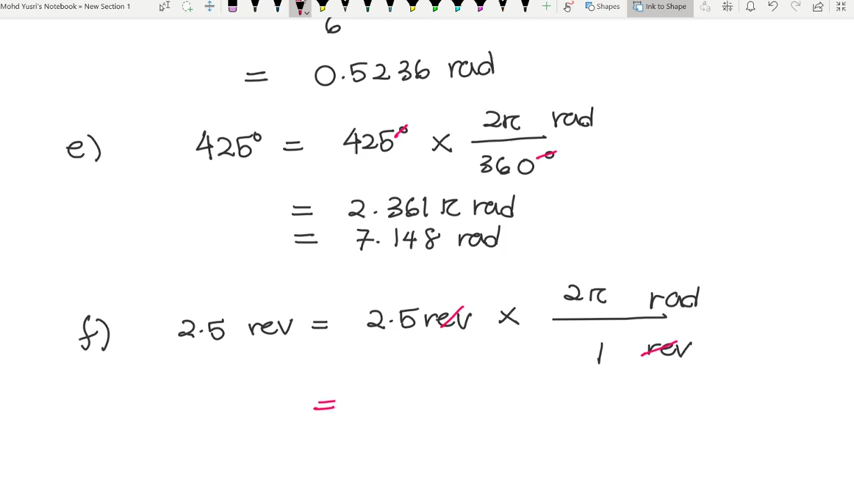 Mohd Yusri's Notebook » New Section 1
Shapes
Ink to Shape
6
= 0.5236 rad
e) 425° = 425° × 2π rad / 360°
= 2.361π rad
= 7.148 rad
f) 2.5 rev = 2.5 rev × 2π rad / 1 rev
=